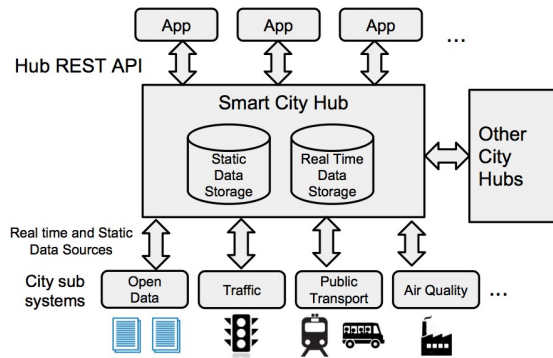 App
App
App
...
Hub REST API
Smart City Hub
Static
Data
Storage
Real Time
Data
Storage
Other
City
Hubs
Real time and Static
Data Sources
City sub
systems
Open
Data
Traffic
Public
Transport
Air Quality
...